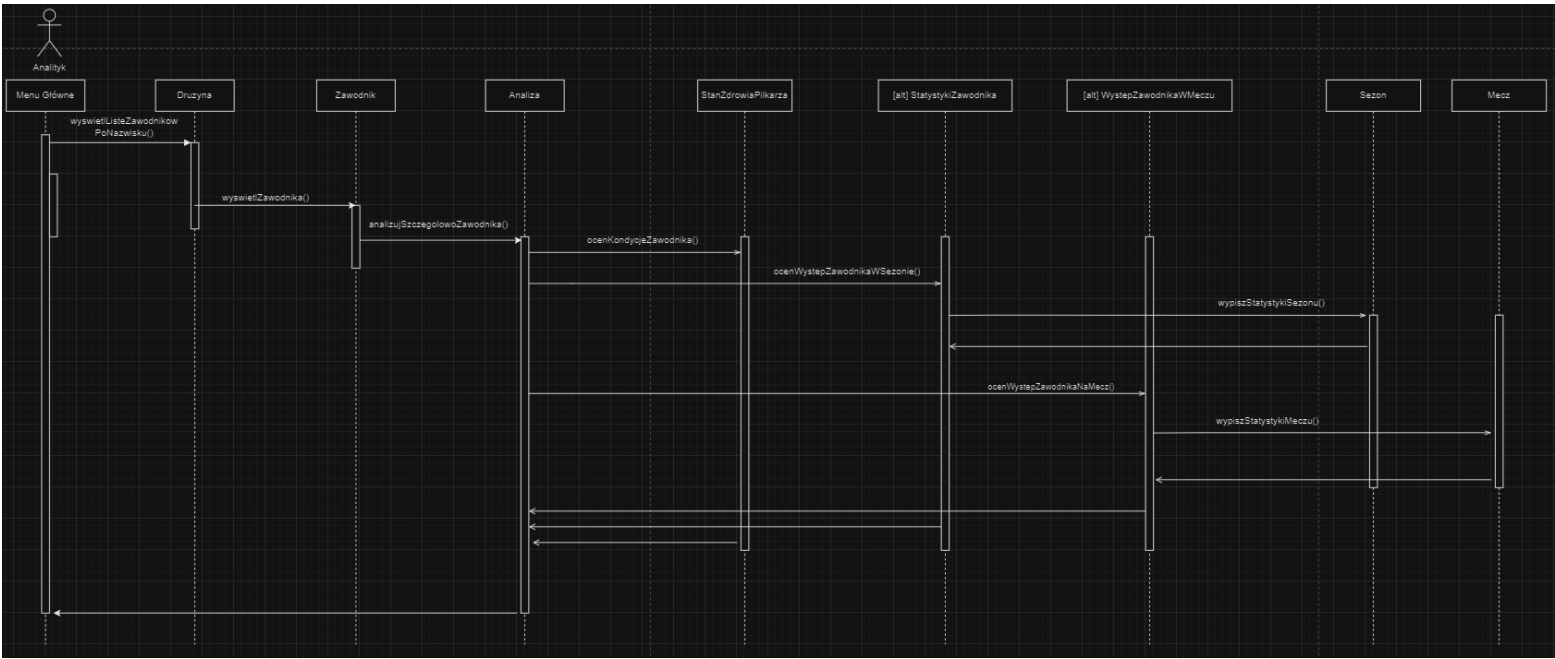 Analityk
Menu Główne
Druzyna
Zawodnik
Analiza
StanZdrowiaPilkarza
[alt] StatystykiZawodnika
[alt] WystepZawodnikaWMeczu
Sezon
Mecz
wyswietlListeZawodnikow
PoNazwisku()
wyswietlZawodnika()
analizujSzczegolowoZawodnika()
ocenKondycjeZawodnika()
ocenWystepZawodnikaWSezonie()
wypiszStatystykiSezonu()
ocenWystepZawodnikaNaMecz()
wypiszStatystykiMeczu()